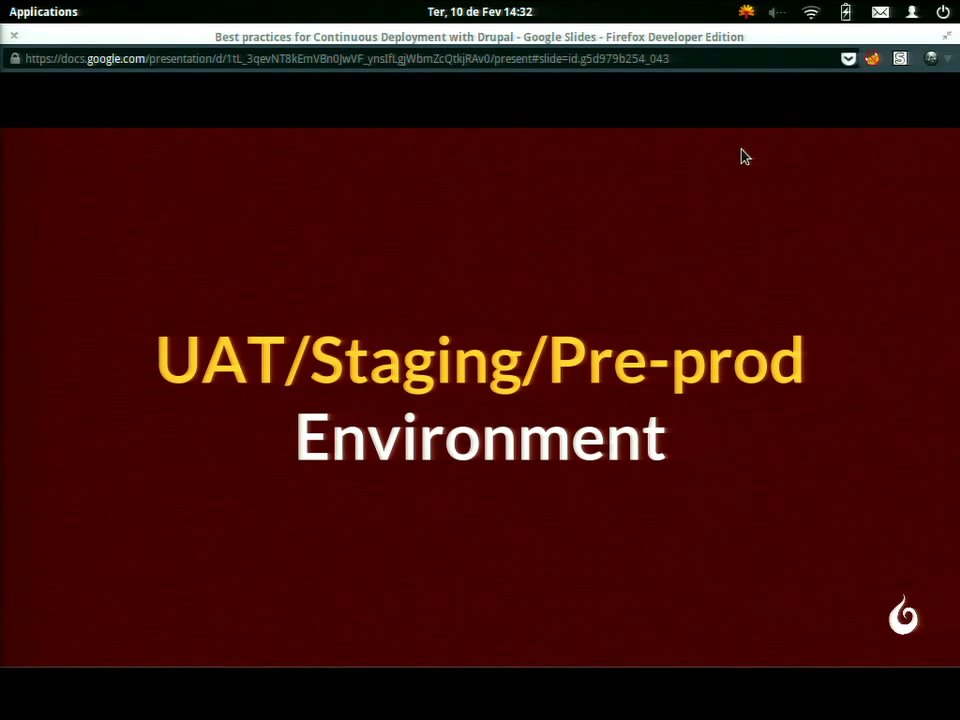 Applications
Ter, 10 de Fev 14:32
Best practices for Continuous Deployment with Drupal - Google Slides - Firefox Developer Edition
https://docs.google.com/presentation/d/1tL_3qevNT8kEmVBn0JwVF_ynsIfLgjWbmZcQtkjRAv0/present#slide=id.g5d979b254_043
UAT/Staging/Pre-prod
Environment